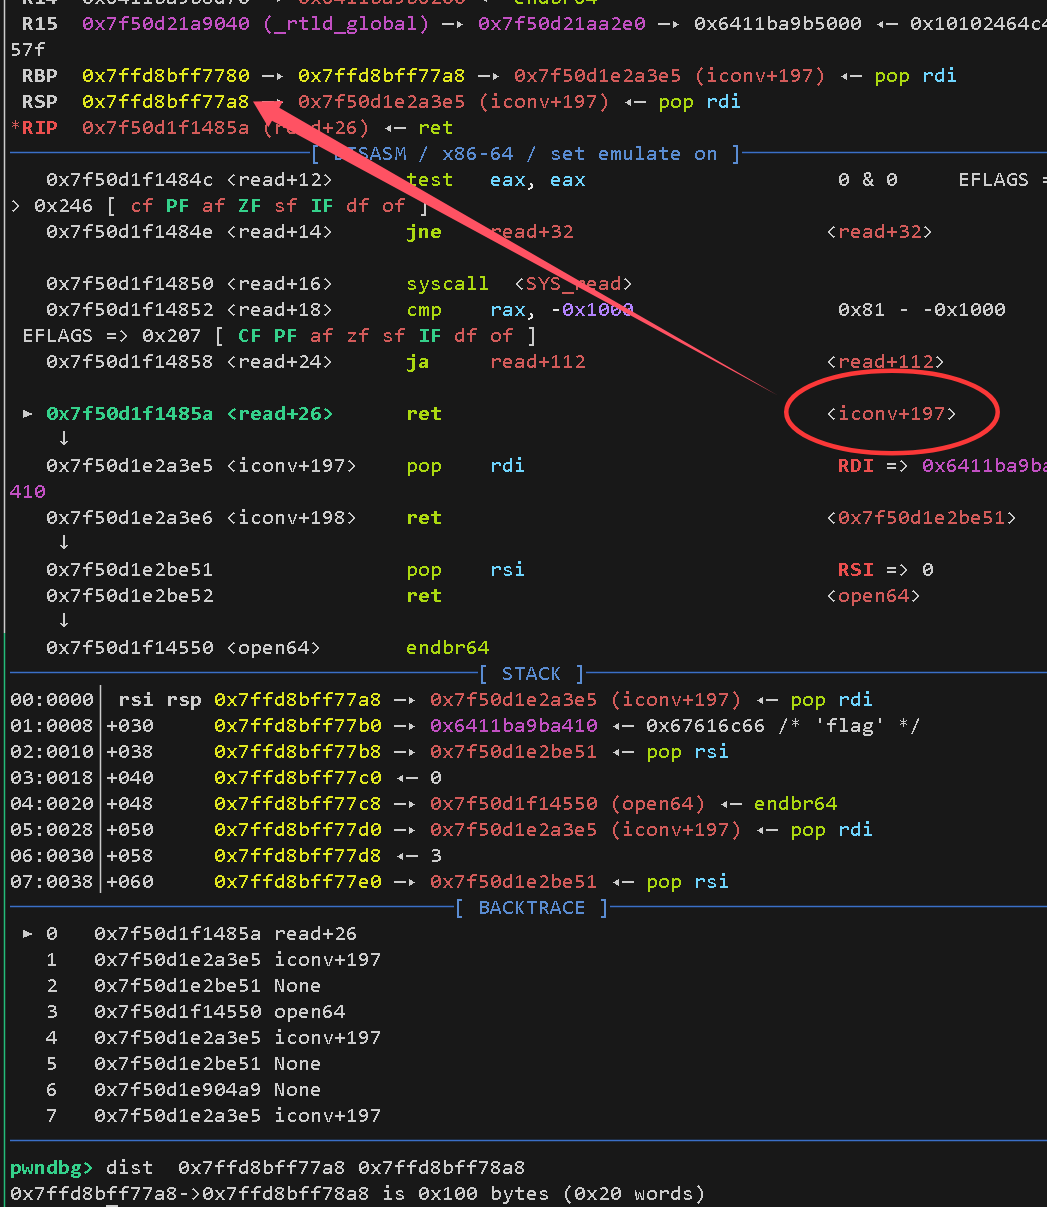 R15 0x7f50d21a9040 (_rtld_global) —▸ 0x7f50d21aa2e0 —▸ 0x6411ba9b5000 ◂— 0x10102464c4
57f
RBP 0x7ffd8bff7780 —▸ 0x7ffd8bff77a8 —▸ 0x7f50d1e2a3e5 (iconv+197) ◂— pop rdi
RSP 0x7ffd8bff77a8 —▸ 0x7f50d1e2a3e5 (iconv+197) ◂— pop rdi
*RIP 0x7f50d1f1485a (read+26) ◂— ret
[ DISASM / x86-64 / set emulate on ]
0x7f50d1f1484c <read+12> test eax, eax 0 & 0 EFLAGS =
> 0x246 [ cf PF af ZF sf IF df of ]
0x7f50d1f1484e <read+14> jne read+32 <read+32>
0x7f50d1f14850 <read+16> syscall <SYS_read>
0x7f50d1f14852 <read+18> cmp rax, -0x1000 0x81 - -0x1000
EFLAGS => 0x207 [ CF PF af zf sf IF df of ]
0x7f50d1f14858 <read+24> ja read+112 <read+112>
► 0x7f50d1f1485a <read+26> ret <iconv+197>
↓
0x7f50d1e2a3e5 <iconv+197> pop rdi RDI => 0x6411ba9ba
410
0x7f50d1e2a3e6 <iconv+198> ret <0x7f50d1e2be51>
↓
0x7f50d1e2be51 pop rsi RSI => 0
0x7f50d1e2be52 ret <open64>
↓
0x7f50d1f14550 <open64> endbr64
[ STACK ]
00:0000│ rsi rsp 0x7ffd8bff77a8 —▸ 0x7f50d1e2a3e5 (iconv+197) ◂— pop rdi
01:0008│+030 0x7ffd8bff77b0 —▸ 0x6411ba9ba410 ◂— 0x67616c66 /* 'flag' */
02:0010│+038 0x7ffd8bff77b8 —▸ 0x7f50d1e2be51 ◂— pop rsi
03:0018│+040 0x7ffd8bff77c0 ◂— 0
04:0020│+048 0x7ffd8bff77c8 —▸ 0x7f50d1f14550 (open64) ◂— endbr64
05:0028│+050 0x7ffd8bff77d0 —▸ 0x7f50d1e2a3e5 (iconv+197) ◂— pop rdi
06:0030│+058 0x7ffd8bff77d8 ◂— 3
07:0038│+060 0x7ffd8bff77e0 —▸ 0x7f50d1e2be51 ◂— pop rsi
[ BACKTRACE ]
► 0 0x7f50d1f1485a read+26
1 0x7f50d1e2a3e5 iconv+197
2 0x7f50d1e2be51 None
3 0x7f50d1f14550 open64
4 0x7f50d1e2a3e5 iconv+197
5 0x7f50d1e2be51 None
6 0x7f50d1e904a9 None
7 0x7f50d1e2a3e5 iconv+197
pwndbg> dist 0x7ffd8bff77a8 0x7ffd8bff78a8
0x7ffd8bff77a8->0x7ffd8bff78a8 is 0x100 bytes (0x20 words)